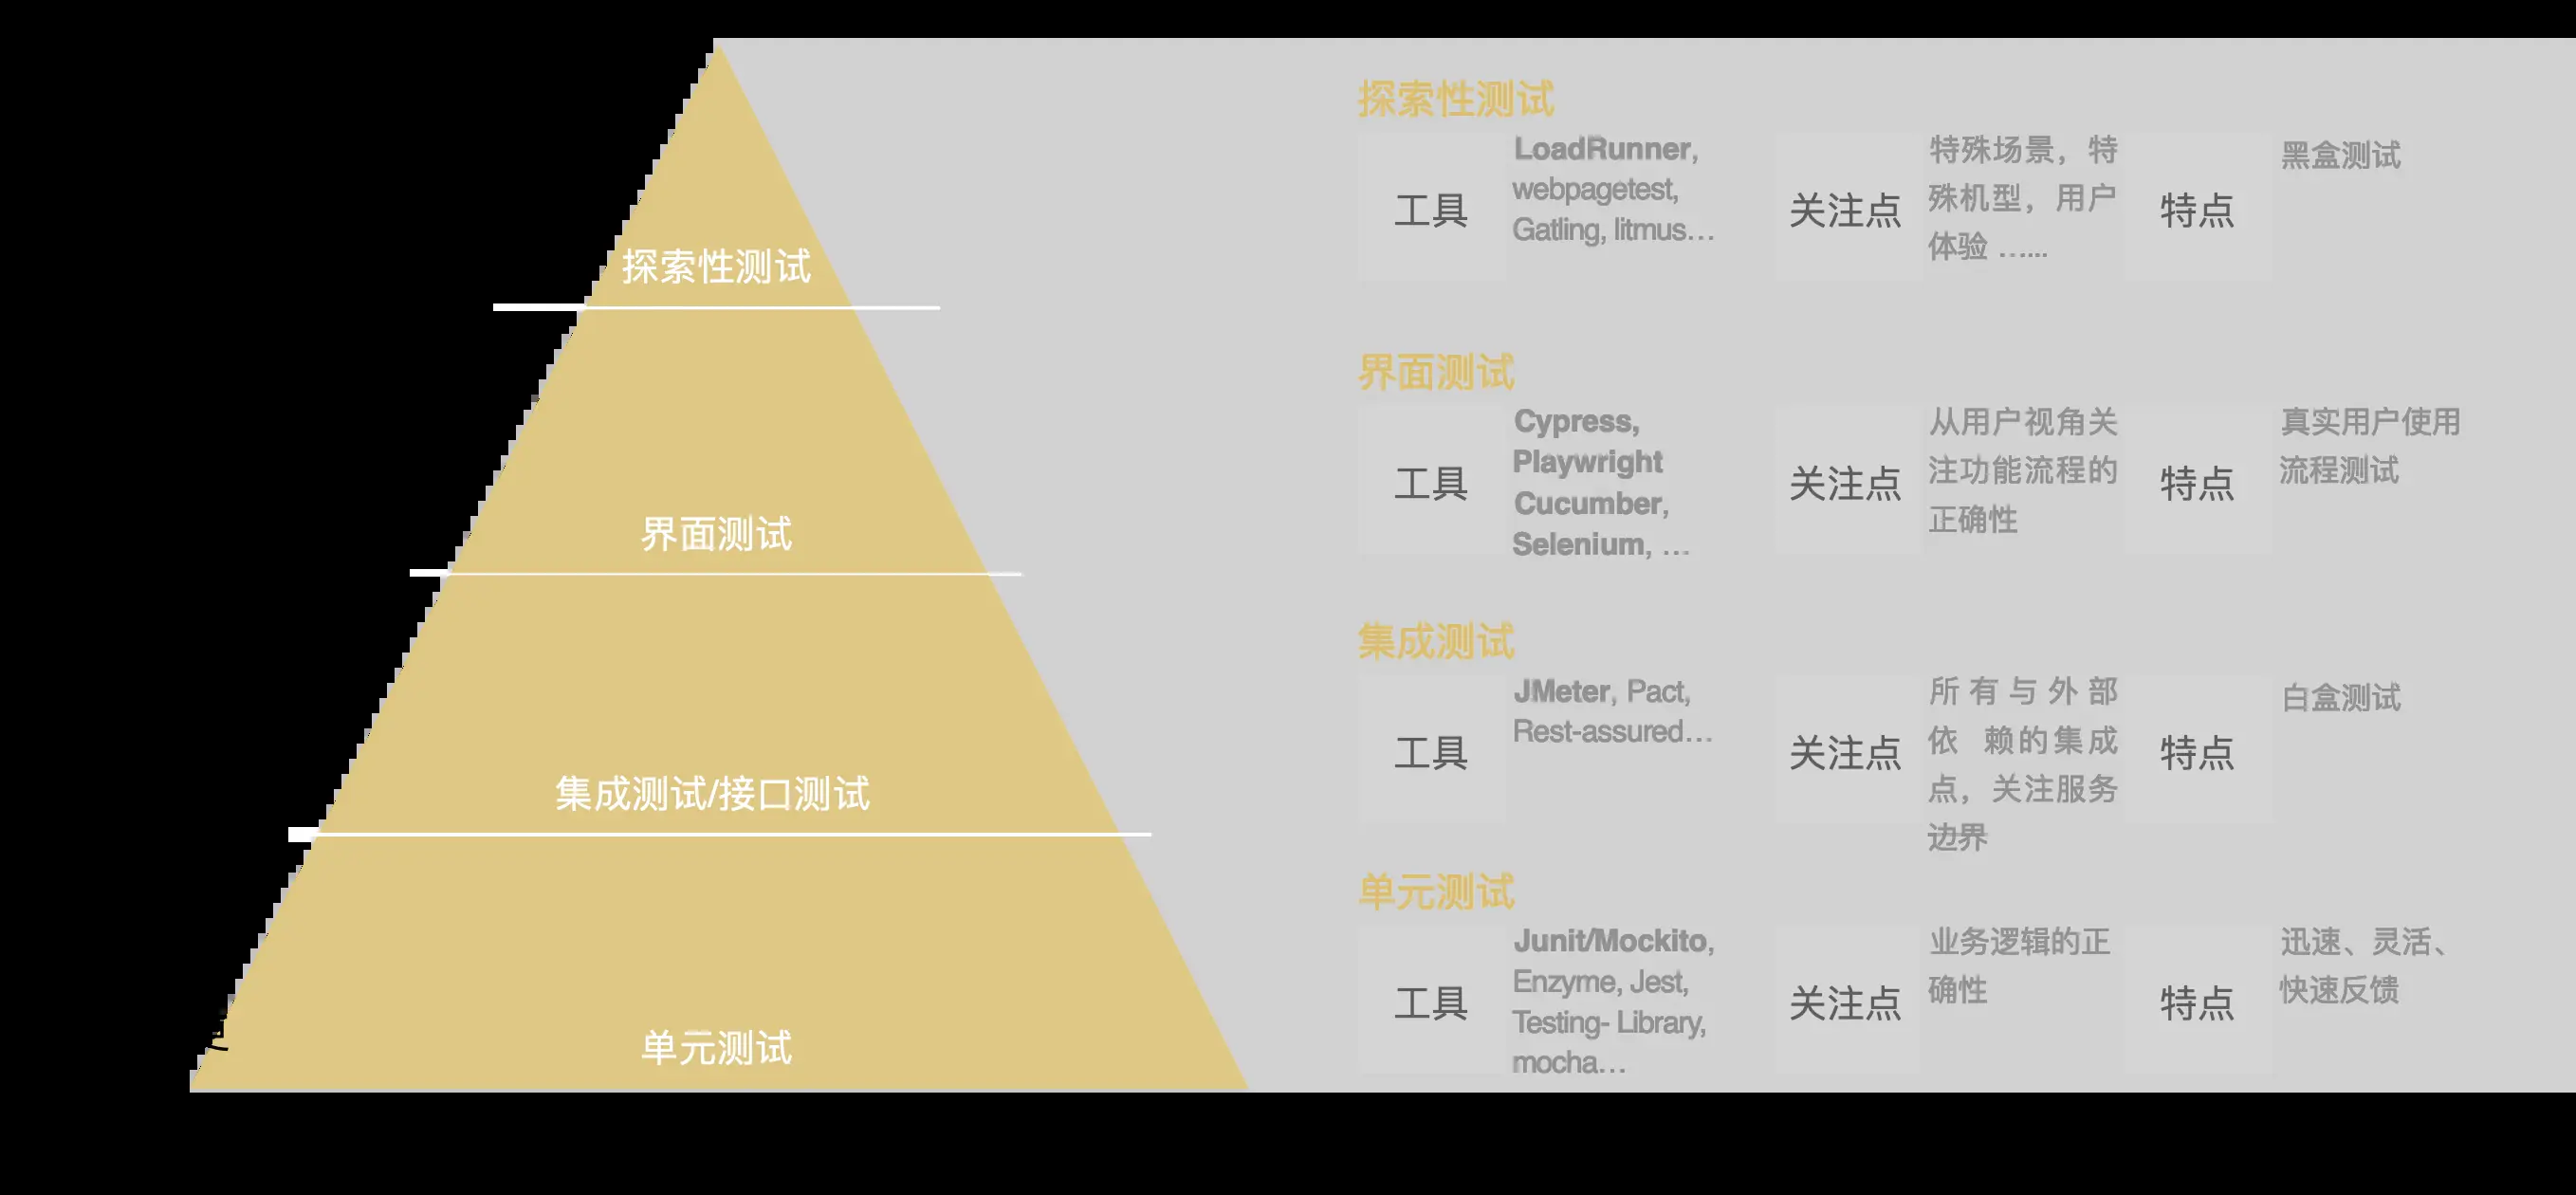 探索性测试
界面测试
集成测试/接口测试
单元测试
探索性测试
工具
LoadRunner,
webpagetest,
Gatling, litmus…
关注点
特殊场景，特
殊机型，用户
体验 …...
特点
黑盒测试
界面测试
工具
Cypress,
Playwright
Cucumber,
Selenium, …
关注点
从用户视角关
注功能流程的
正确性
特点
真实用户使用
流程测试
集成测试
工具
JMeter, Pact,
Rest-assured…
关注点
所有与外部
依 赖的集成
点，关注服务
边界
特点
白盒测试
单元测试
工具
Junit/Mockito,
Enzyme, Jest,
Testing- Library,
mocha…
关注点
业务逻辑的正
确性
特点
迅速、灵活、
快速反馈